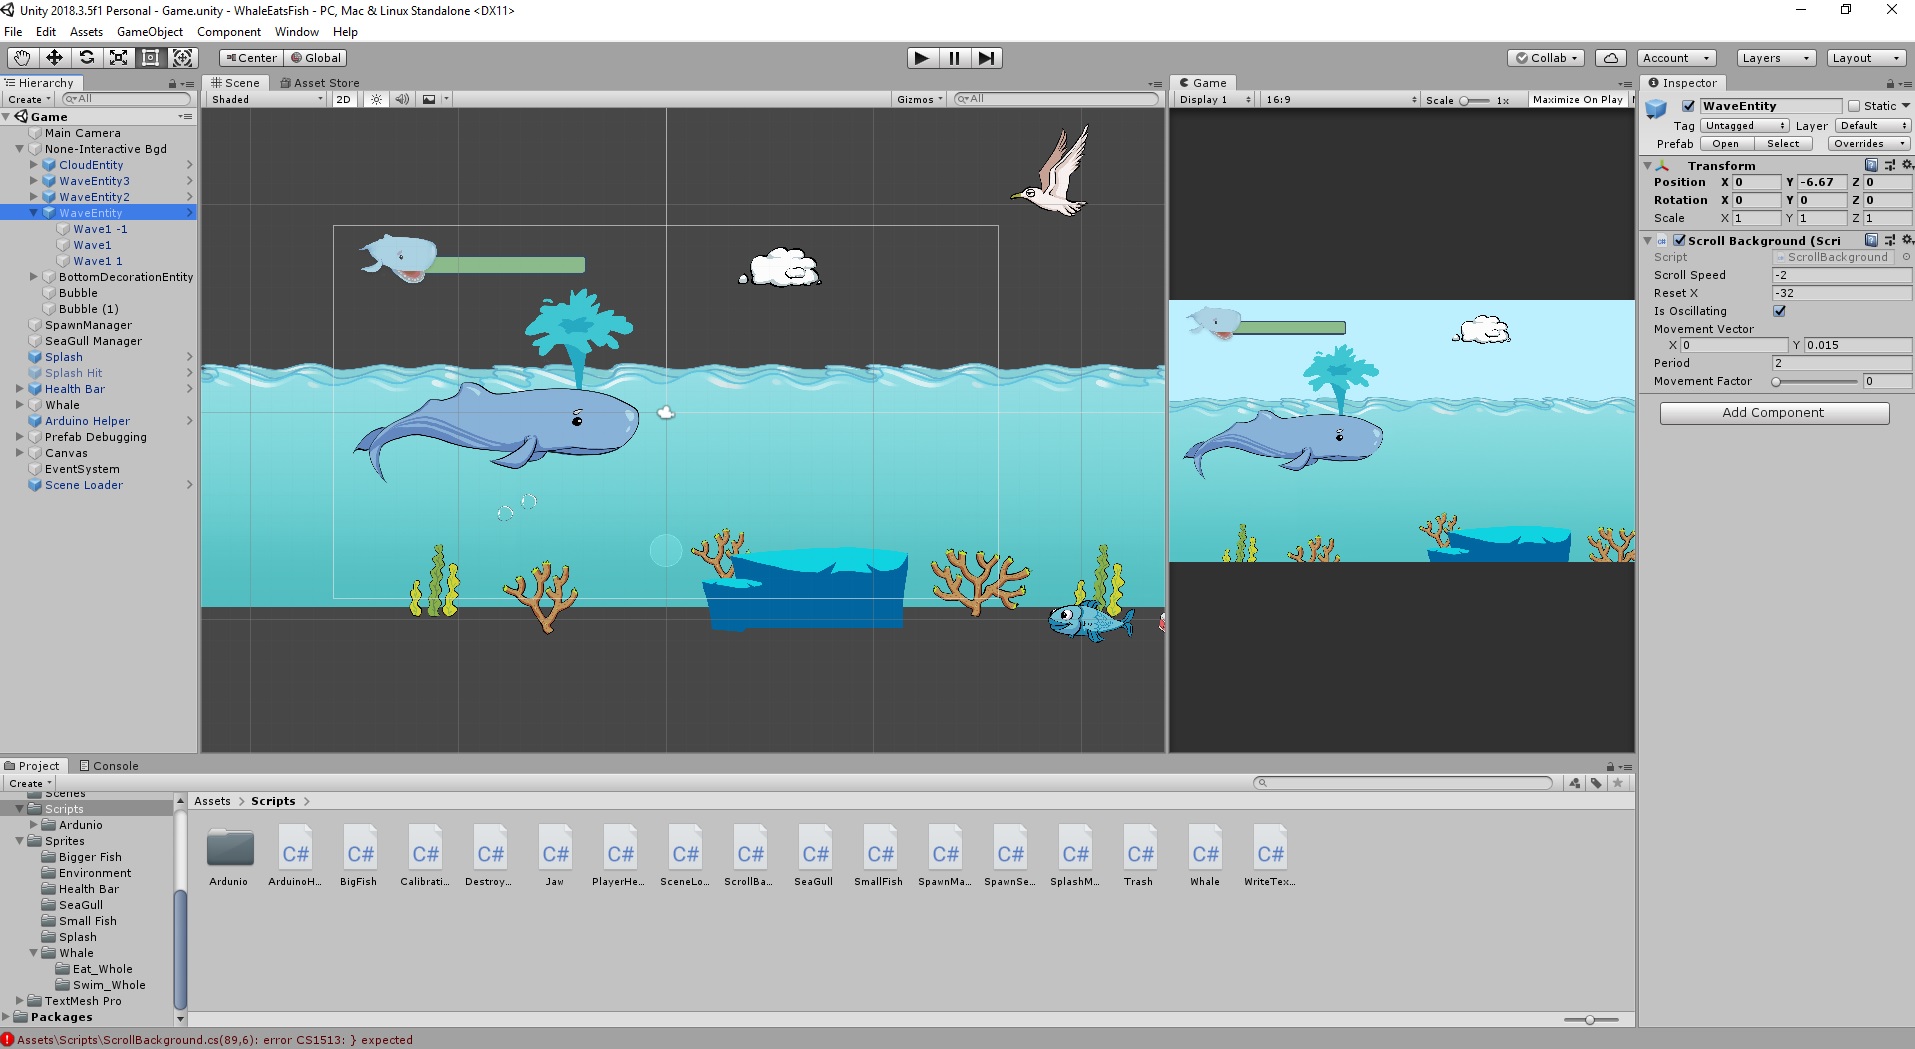 Unity 2018.3.5f1 Personal - Game.unity - WhaleEatsFish - PC, Mac & Linux Standalone <DX11>
File Edit Assets GameObject Component Window Help
Center Global Collab Account Layers Layout
Hierarchy
Create All
Game
Main Camera
None-Interactive Bgd
CloudEntity
WaveEntity3
WaveEntity2
WaveEntity
Wave1 -1
Wave1
Wave1 1
BottomDecorationEntity
Bubble
Bubble (1)
SpawnManager
SeaGull Manager
Splash
Splash Hit
Health Bar
Whale
Arduino Helper
Prefab Debugging
Canvas
EventSystem
Scene Loader
Scene Asset Store
Shaded 2D Gizmos All
Game
Display 1 16:9 Scale 1x Maximize On Play
Inspector
WaveEntity Static
Tag Untagged Layer Default
Prefab Open Select Overrides
Transform
Position X 0 Y -6.67 Z 0
Rotation X 0 Y 0 Z 0
Scale X 1 Y 1 Z 1
Scroll Background (Scri
Script ScrollBackground
Scroll Speed -2
Reset X -32
Is Oscillating
Movement Vector
X 0 Y 0.015
Period 2
Movement Factor 0
Add Component
Project Console
Create
Scenes
Scripts
Ardunio
Sprites
Bigger Fish
Environment
Health Bar
SeaGull
Small Fish
Splash
Whale
Eat_Whole
Swim_Whole
TextMesh Pro
Packages
Assets > Scripts >
C# C# C# C# C# C# C# C# C# C# C# C# C# C# C# C#
Ardunio ArduinoH... BigFish Calibrati... Destroy... Jaw PlayerHe... SceneLo... ScrollBa... SeaGull SmallFish SpawnMa... SpawnSe... SplashM... Trash Whale WriteTex...
Assets\Scripts\ScrollBackground.cs(89,6): error CS1513: } expected